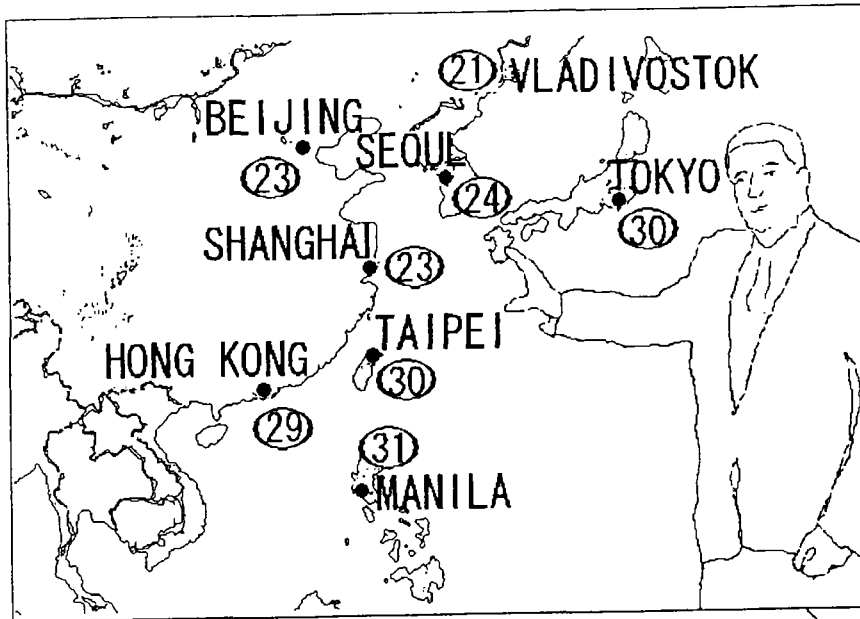 21 VLADIVOSTOK
BEIJING
23
SEOUL
24
TOKYO
30
SHANGHAI
23
TAIPEI
30
HONG KONG
29
31
MANILA